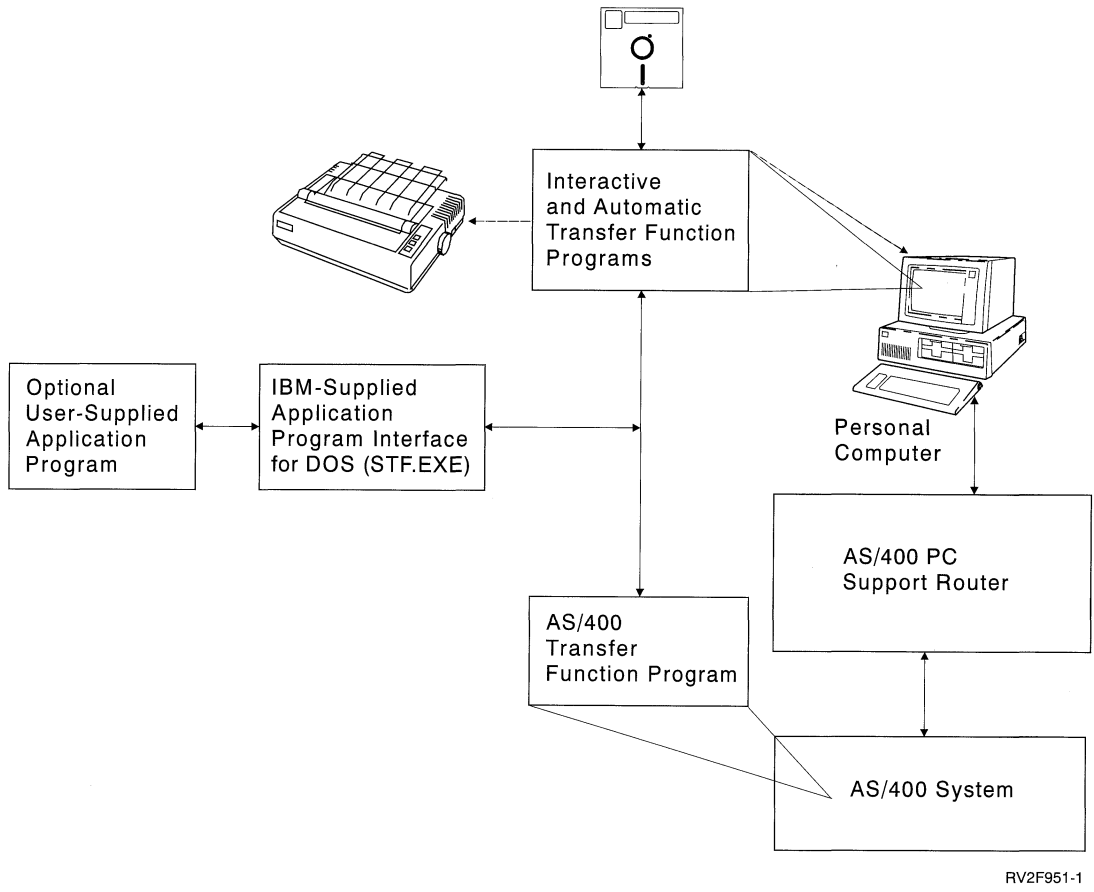 Interactive
and Automatic
Transfer Function
Programs
Optional
User-Supplied
Application
Program
IBM-Supplied
Application
Program Interface
for DOS (STF.EXE)
Personal
Computer
AS/400 PC
Support Router
AS/400
Transfer
Function Program
AS/400 System
RV2F951-1